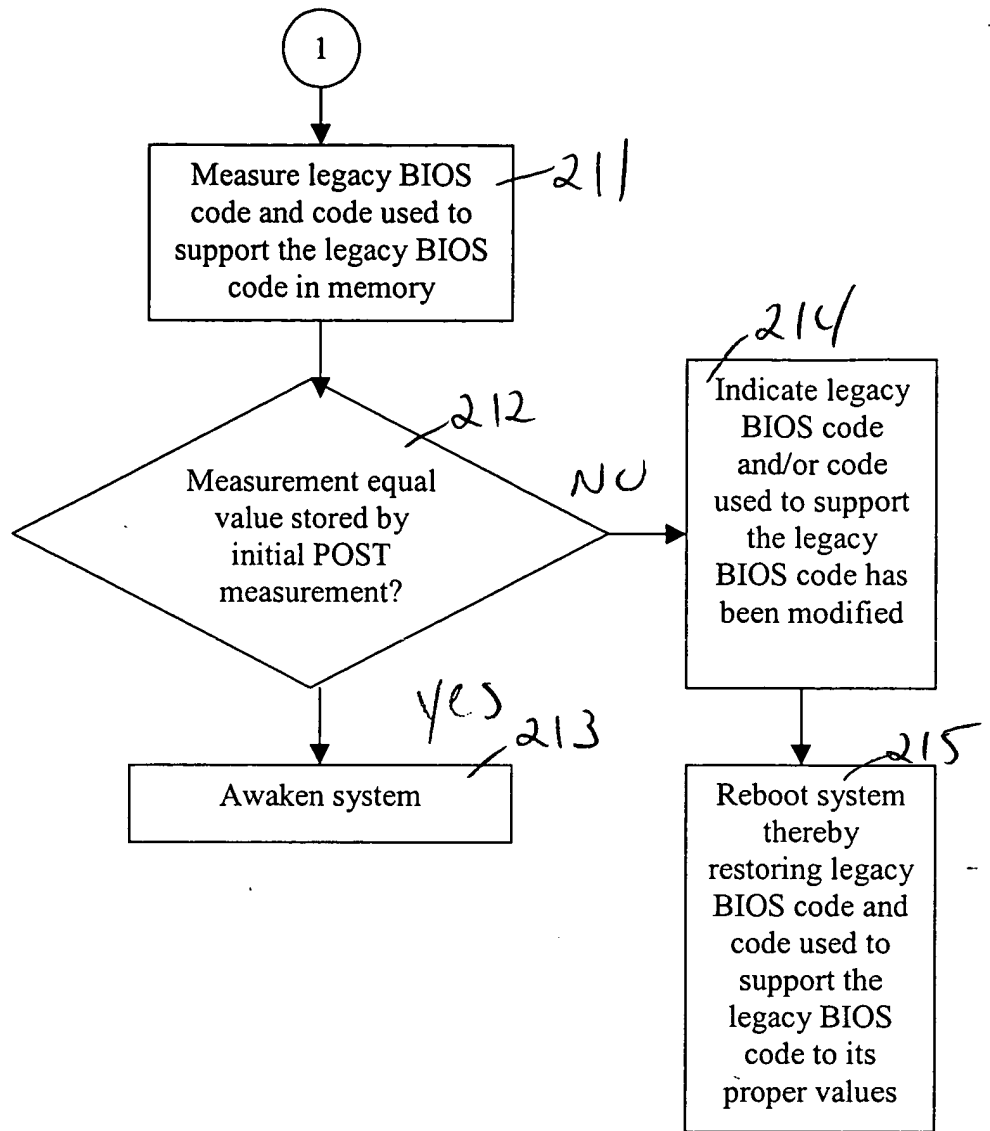 1
Measure legacy BIOS
code and code used to
support the legacy BIOS
code in memory
211
212
Measurement equal
value stored by
initial POST
measurement?
NO
214
Indicate legacy
BIOS code
and/or code
used to support
the legacy
BIOS code has
been modified
yes
213
Awaken system
215
Reboot system
thereby
restoring legacy
BIOS code and
code used to
support the
legacy BIOS
code to its
proper values